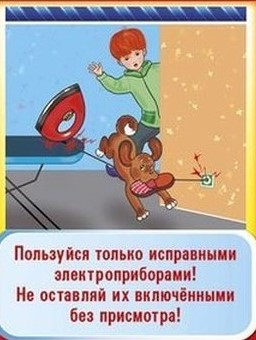 Пользуйся только исправными
электроприборами!
Не оставляй их включёнными
без присмотра!